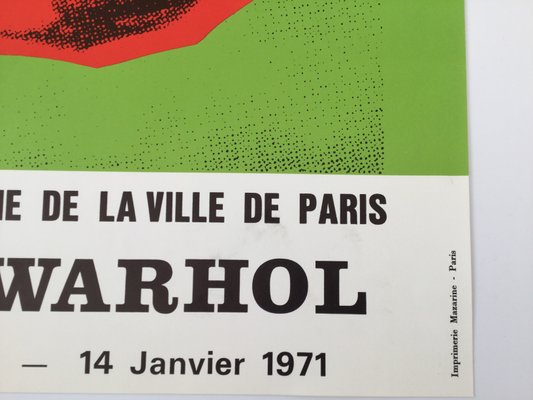 DE LA VILLE DE PARIS
WARHOL
— 14 Janvier 1971
Imprimerie Mazarine - Paris